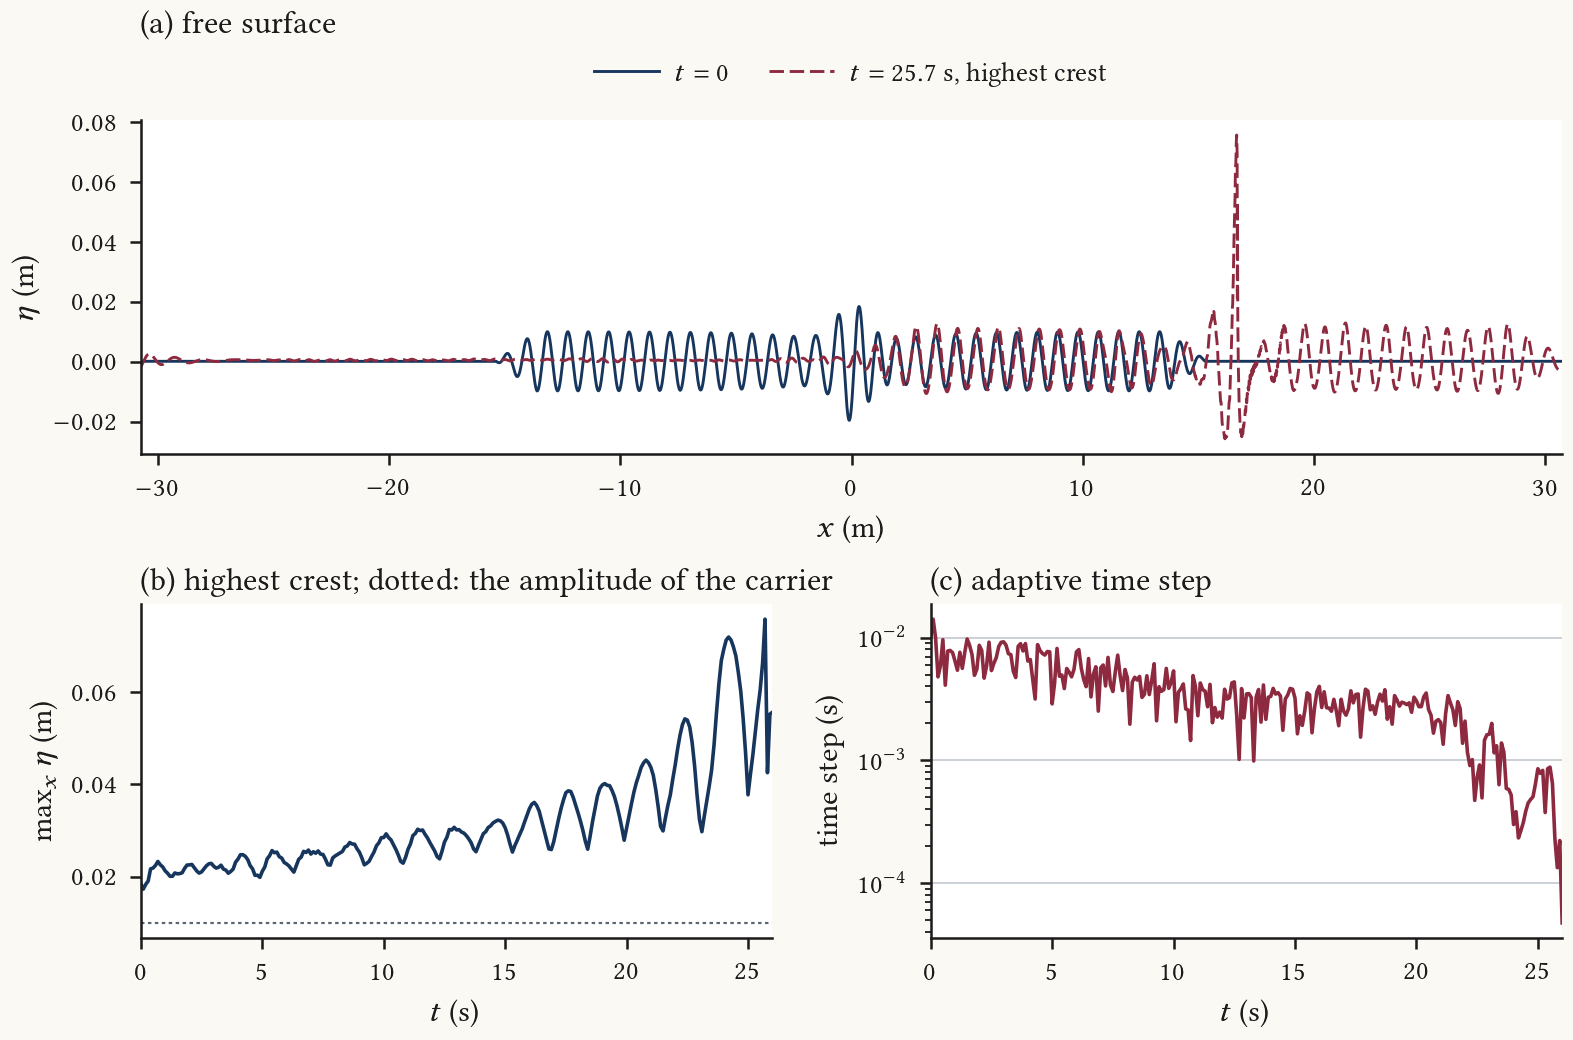 (a) free surface
t = 0
t = 25.7 s, highest crest
0.08
0.06
0.04
0.02
0.00
−0.02
η (m)
−30
−20
−10
0
10
20
30
x (m)
(b) highest crest; dotted: the amplitude of the carrier
0.06
0.04
0.02
maxₓ η (m)
0
5
10
15
20
25
t (s)
(c) adaptive time step
10⁻²
10⁻³
10⁻⁴
time step (s)
0
5
10
15
20
25
t (s)